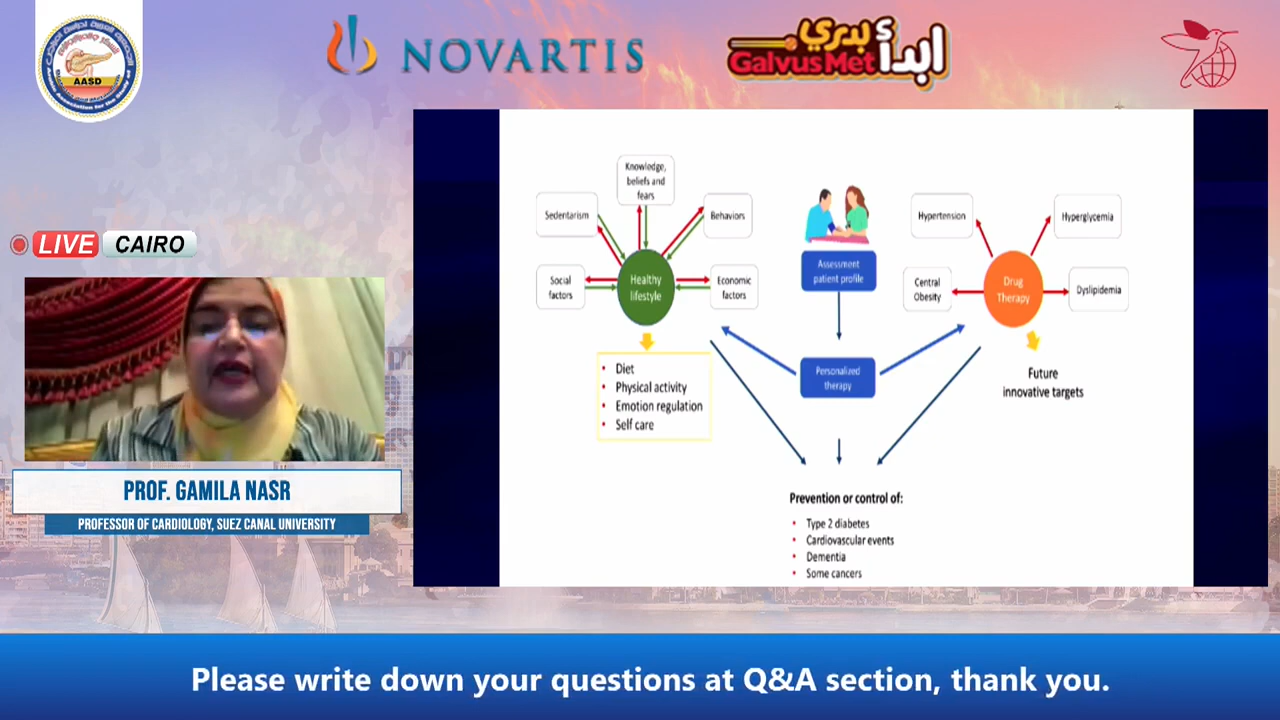 AASD
NOVARTIS
ابدأ بدري
GalvusMet
LIVE
CAIRO
PROF. GAMILA NASR
PROFESSOR OF CARDIOLOGY, SUEZ CANAL UNIVERSITY
Knowledge,
beliefs and
fears
Sedentarism
Behaviors
Social
factors
Healthy
lifestyle
Economic
factors
Diet
Physical activity
Emotion regulation
Self care
Assessment
patient profile
Personalized
therapy
Hypertension
Hyperglycemia
Central
Obesity
Drug
Therapy
Dyslipidemia
Future
innovative targets
Prevention or control of:
Type 2 diabetes
Cardiovascular events
Dementia
Some cancers
Please write down your questions at Q&A section, thank you.